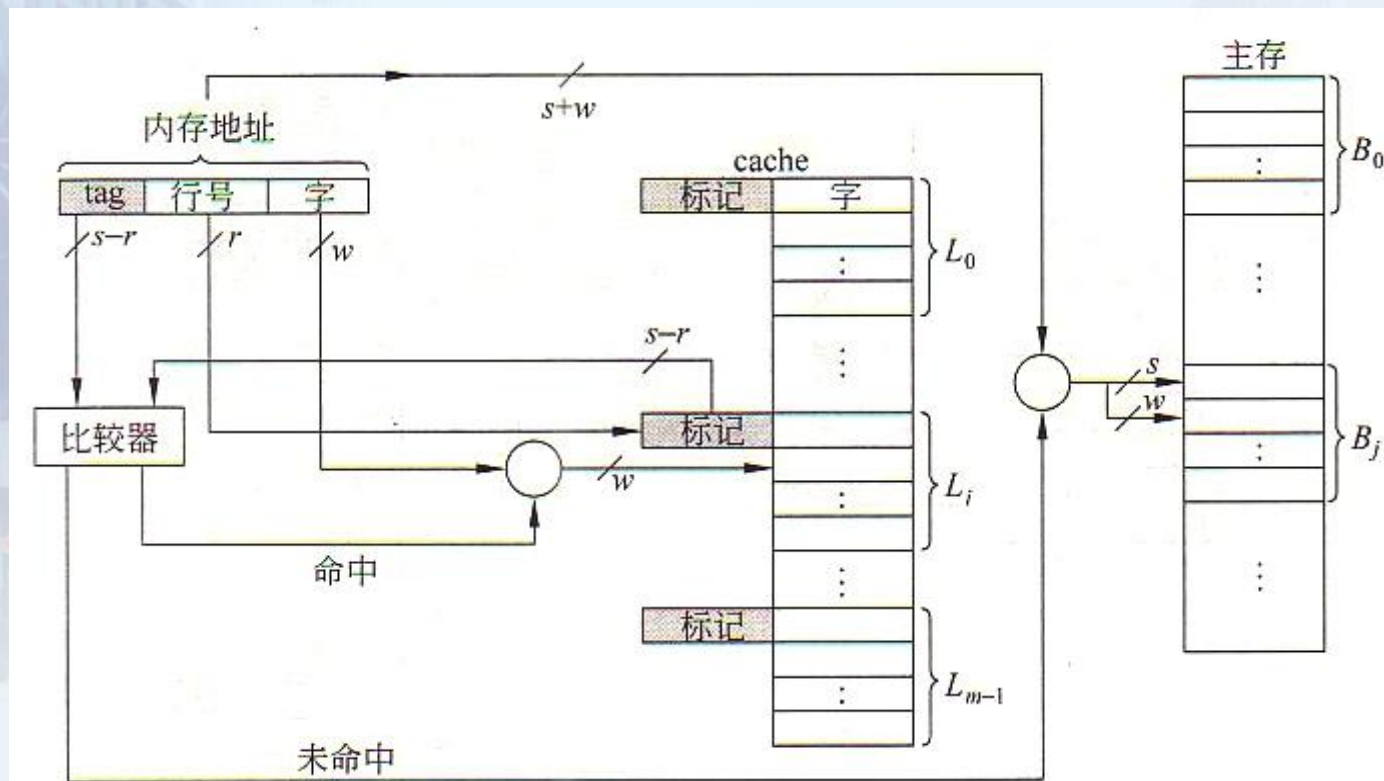 主存
s+w
内存地址
B₀
cache
tag 行号 字
标记 字
s−r r w
L₀
s−r
s
标记
w
比较器
w
Bⱼ
Lᵢ
命中
标记
Lₘ₋₁
未命中